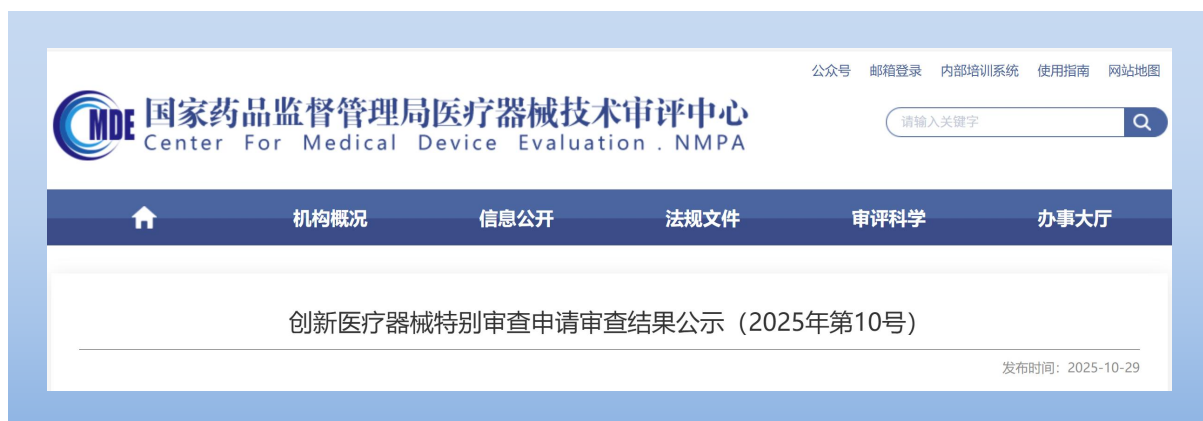 公众号 邮箱登录 内部培训系统 使用指南 网站地图
CMDE 国家药品监督管理局医疗器械技术审评中心
Center For Medical Device Evaluation . NMPA
请输入关键字
机构概况 信息公开 法规文件 审评科学 办事大厅
创新医疗器械特别审查申请审查结果公示（2025年第10号）
发布时间：2025-10-29